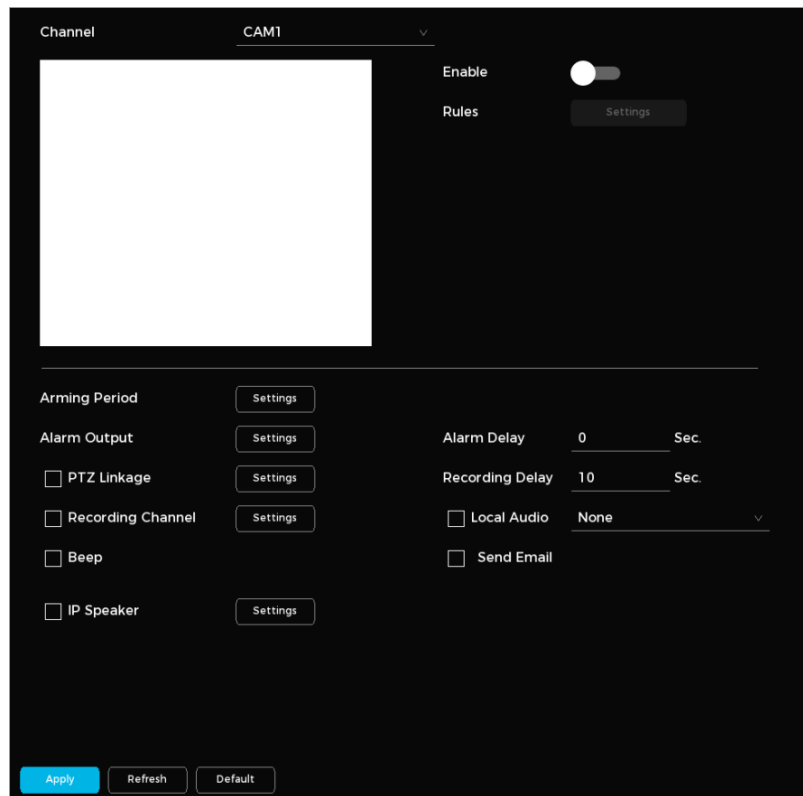 Channel CAM1
Enable
Rules Settings
Arming Period Settings
Alarm Output Settings Alarm Delay 0 Sec.
PTZ Linkage Settings Recording Delay 10 Sec.
Recording Channel Settings Local Audio None
Beep Send Email
IP Speaker Settings
Apply Refresh Default